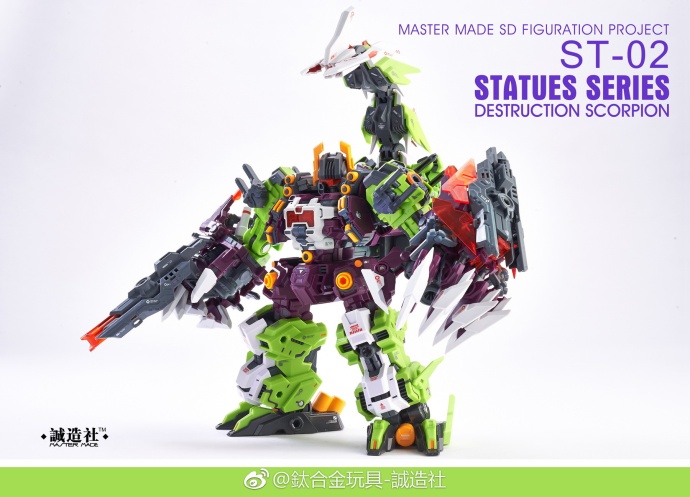 MASTER MADE SD FIGURATION PROJECT
ST-02
STATUES SERIES
DESTRUCTION SCORPION
誠造社™
MASTER MADE
@鈦合金玩具-誠造社